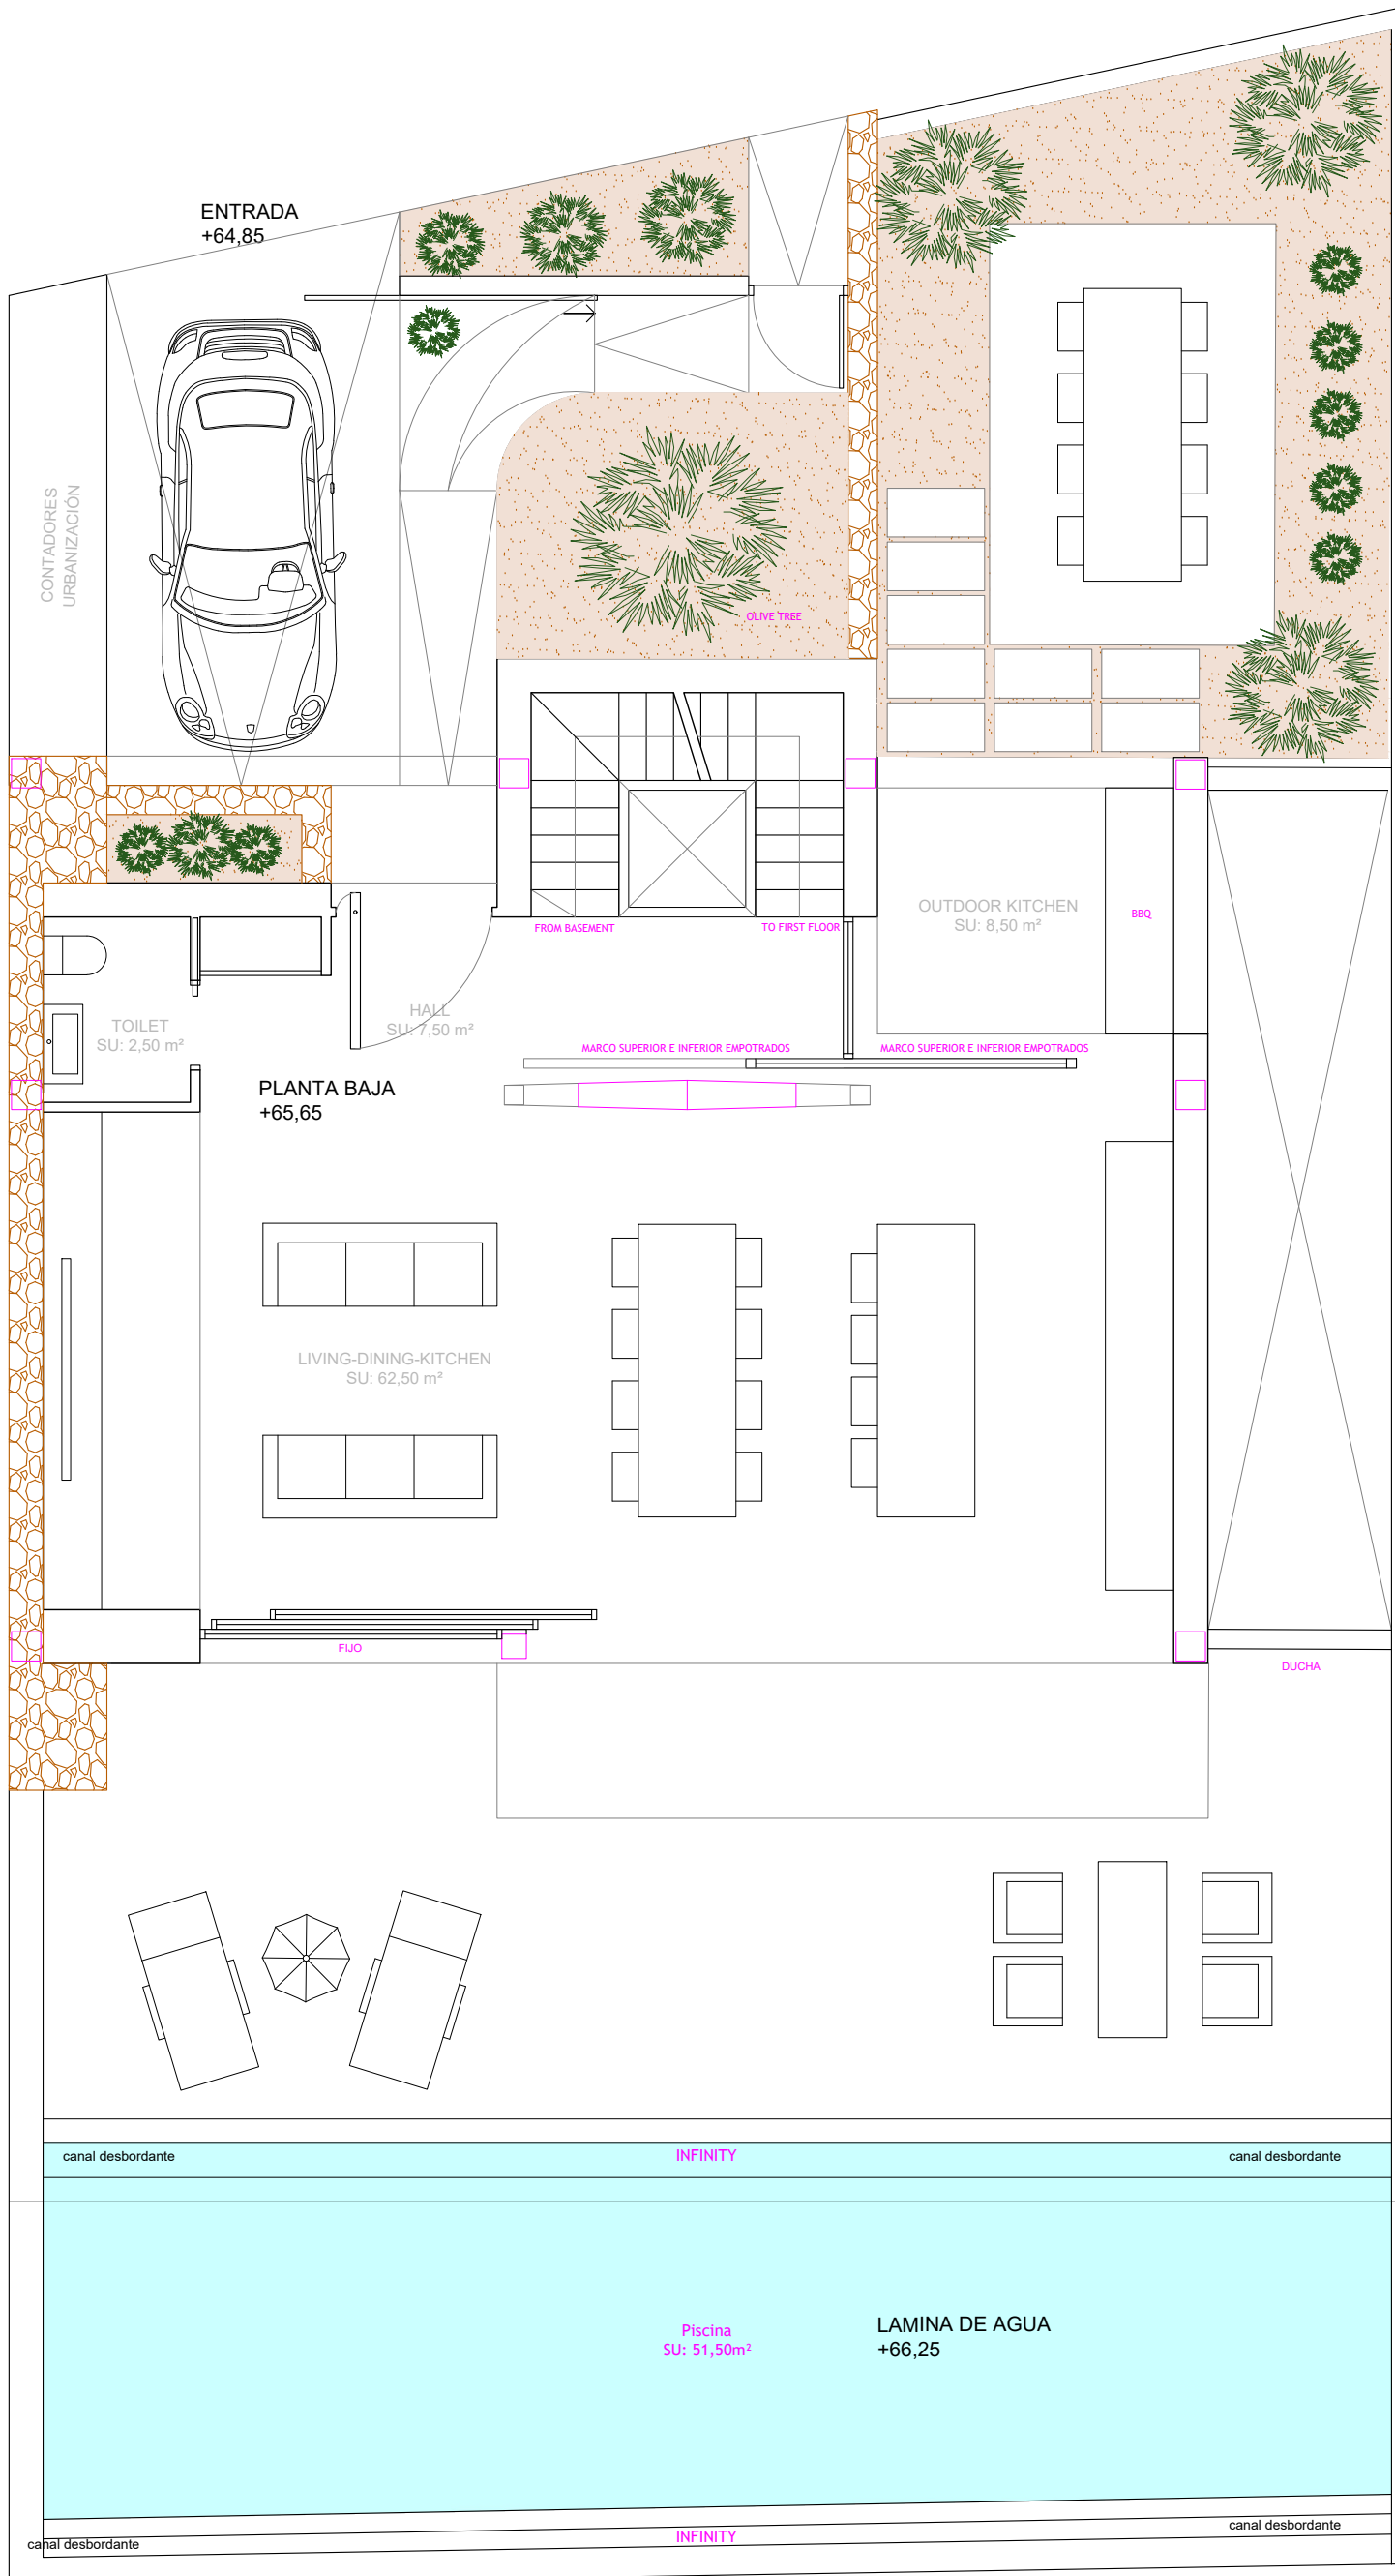 ENTRADA
+64,85
CONTADORES
URBANIZACIÓN
OLIVE TREE
OUTDOOR KITCHEN
SU: 8,50 m²
BBQ
FROM BASEMENT
TO FIRST FLOOR
HALL
SU: 7,50 m²
TOILET
SU: 2,50 m²
MARCO SUPERIOR E INFERIOR EMPOTRADOS
MARCO SUPERIOR E INFERIOR EMPOTRADOS
PLANTA BAJA
+65,65
LIVING-DINING-KITCHEN
SU: 62,50 m²
FIJO
DUCHA
canal desbordante
INFINITY
canal desbordante
Piscina
SU: 51,50m²
LAMINA DE AGUA
+66,25
canal desbordante
INFINITY
canal desbordante